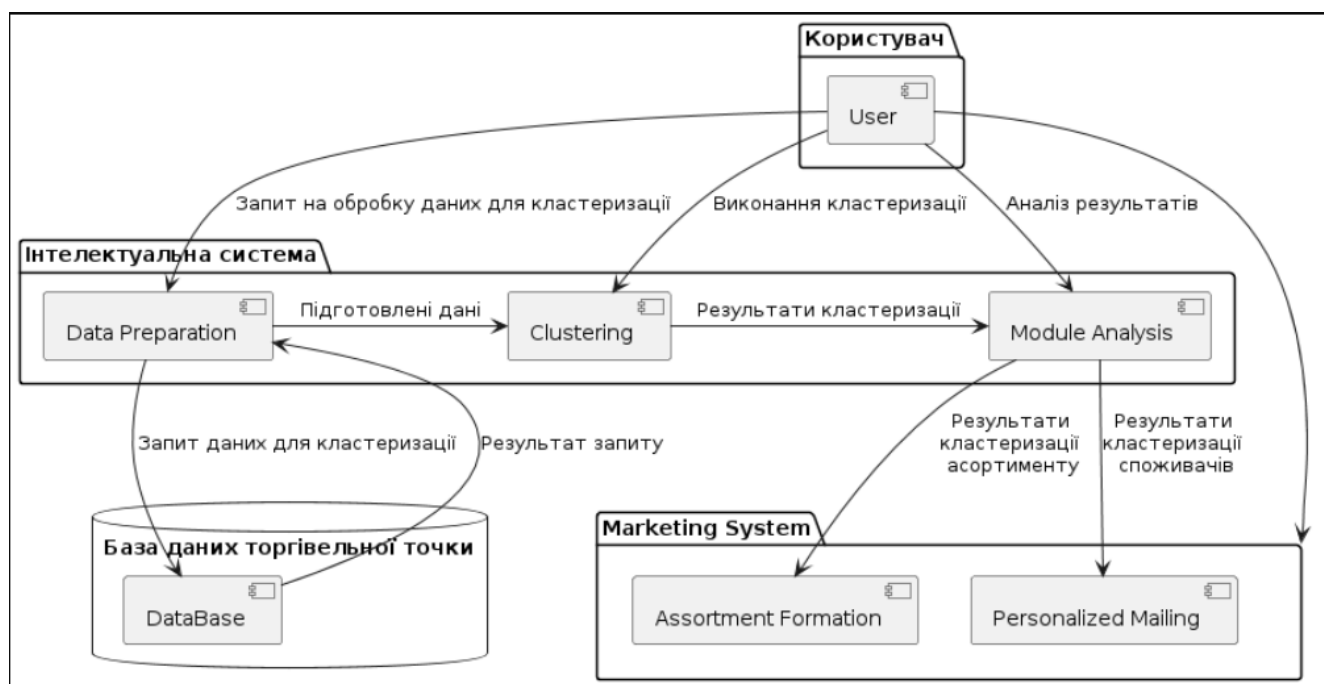 Користувач
User
Запит на обробку даних для кластеризації
Виконання кластеризації
Аналіз результатів
Інтелектуальна система
Data Preparation
Підготовлені дані
Clustering
Результати кластеризації
Module Analysis
Запит даних для кластеризації
Результат запиту
Результати
кластеризації
асортименту
Результати
кластеризації
споживачів
База даних торгівельної точки
DataBase
Marketing System
Assortment Formation
Personalized Mailing